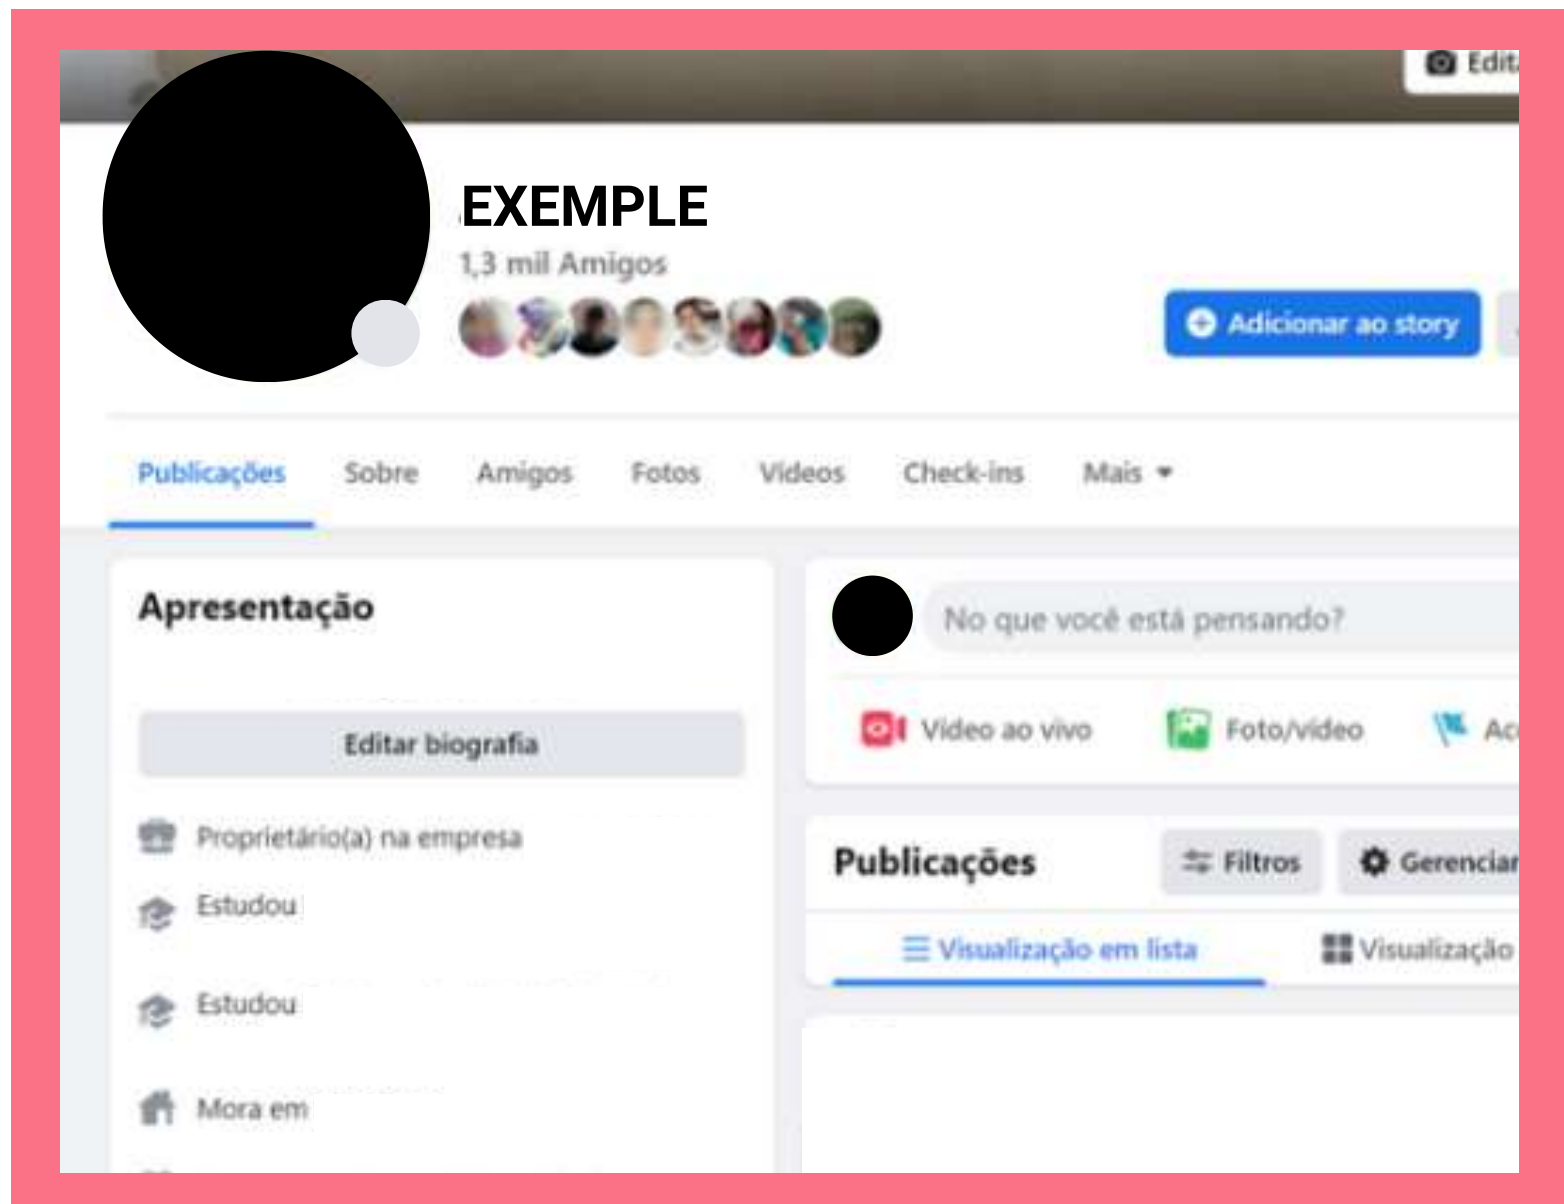 Edit
EXEMPLE
1,3 mil Amigos
Adicionar ao story
Publicações Sobre Amigos Fotos Vídeos Check-ins Mais
Apresentação
Editar biografia
Proprietário(a) na empresa
Estudou
Estudou
Mora em
No que você está pensando?
Vídeo ao vivo Foto/vídeo Ac
Publicações Filtros Gerenciar
Visualização em lista Visualização